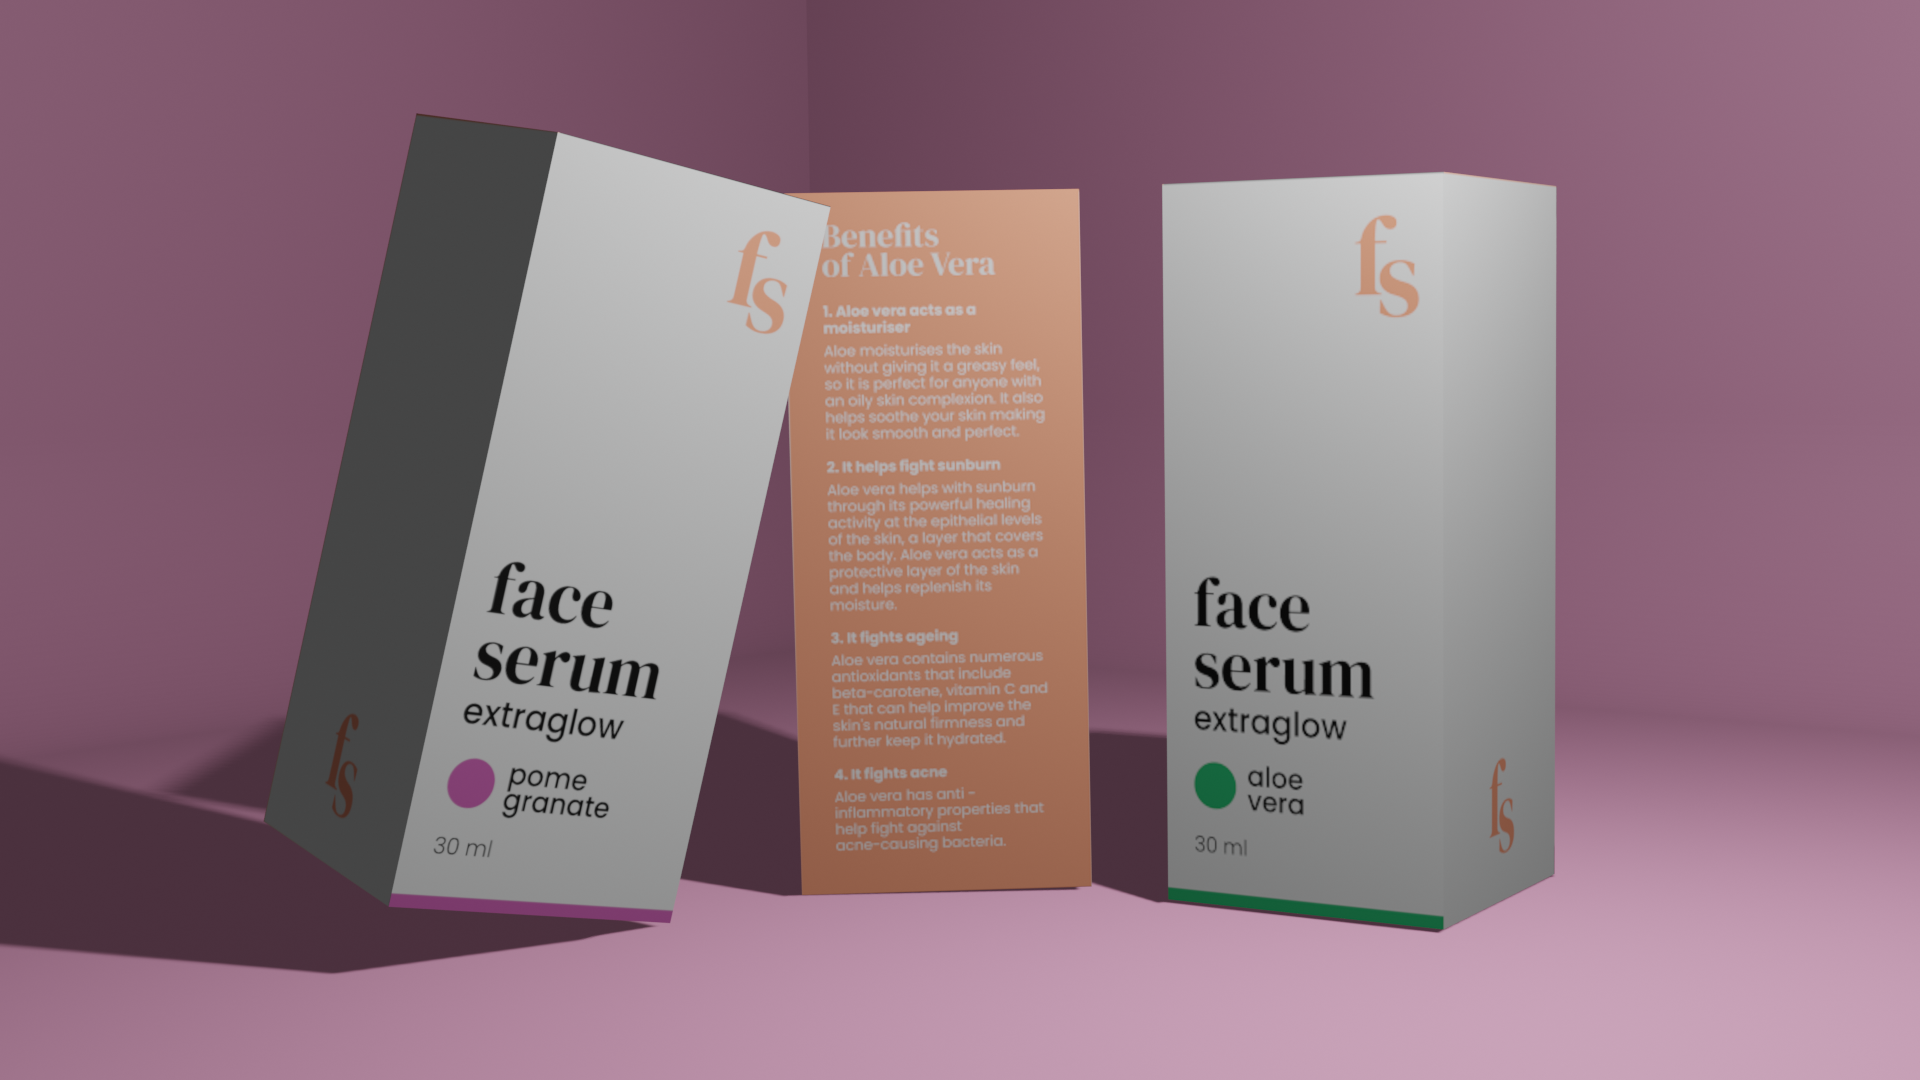 fs
face
serum
extraglow
pome
granate
30 ml
fs
Benefits
of Aloe Vera
1. Aloe vera acts as a
moisturiser
Aloe moisturises the skin
without giving it a greasy feel,
so it is perfect for anyone with
an oily skin complexion. It also
helps soothe your skin making
it look smooth and perfect.
2. It helps fight sunburn
Aloe vera helps with sunburn
through its powerful healing
activity at the epithelial levels
of the skin, a layer that covers
the body. Aloe vera acts as a
protective layer of the skin
and helps replenish its
moisture.
3. It fights ageing
Aloe vera contains numerous
antioxidants that include
beta-carotene, vitamin C and
E that can help improve the
skin's natural firmness and
further keep it hydrated.
4. It fights acne
Aloe vera has anti -
inflammatory properties that
help fight against
acne-causing bacteria.
fs
face
serum
extraglow
aloe
vera
30 ml
fs